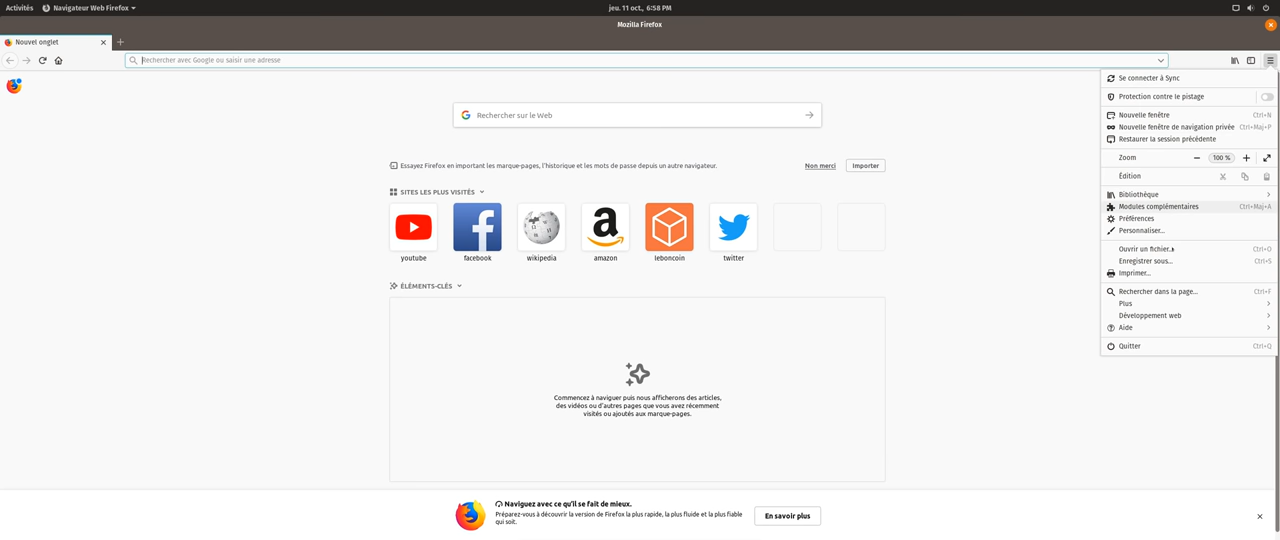 Activités
Navigateur Web Firefox
jeu. 11 oct., 6:58 PM
Mozilla Firefox
Nouvel onglet
Rechercher avec Google ou saisir une adresse
Rechercher sur le Web
Essayez Firefox en important les marque-pages, l'historique et les mots de passe depuis un autre navigateur.
Non merci
Importer
SITES LES PLUS VISITÉS
youtube
facebook
wikipedia
amazon
leboncoin
twitter
ÉLÉMENTS-CLÉS
Commencez à naviguer puis nous afficherons des articles,
des vidéos ou d'autres pages que vous avez récemment
visités ou ajoutés aux marque-pages.
Naviguez avec ce qu'il se fait de mieux.
Préparez-vous à découvrir la version de Firefox la plus rapide, la plus fluide et la plus fiable
qui soit.
En savoir plus
Se connecter à Sync
Protection contre le pistage
Nouvelle fenêtre Ctrl+N
Nouvelle fenêtre de navigation privée Ctrl+Maj+P
Restaurer la session précédente
Zoom 100 %
Édition
Bibliothèque
Modules complémentaires Ctrl+Maj+A
Préférences
Personnaliser...
Ouvrir un fichier... Ctrl+O
Enregistrer sous... Ctrl+S
Imprimer...
Rechercher dans la page... Ctrl+F
Plus
Développement web
Aide
Quitter Ctrl+Q